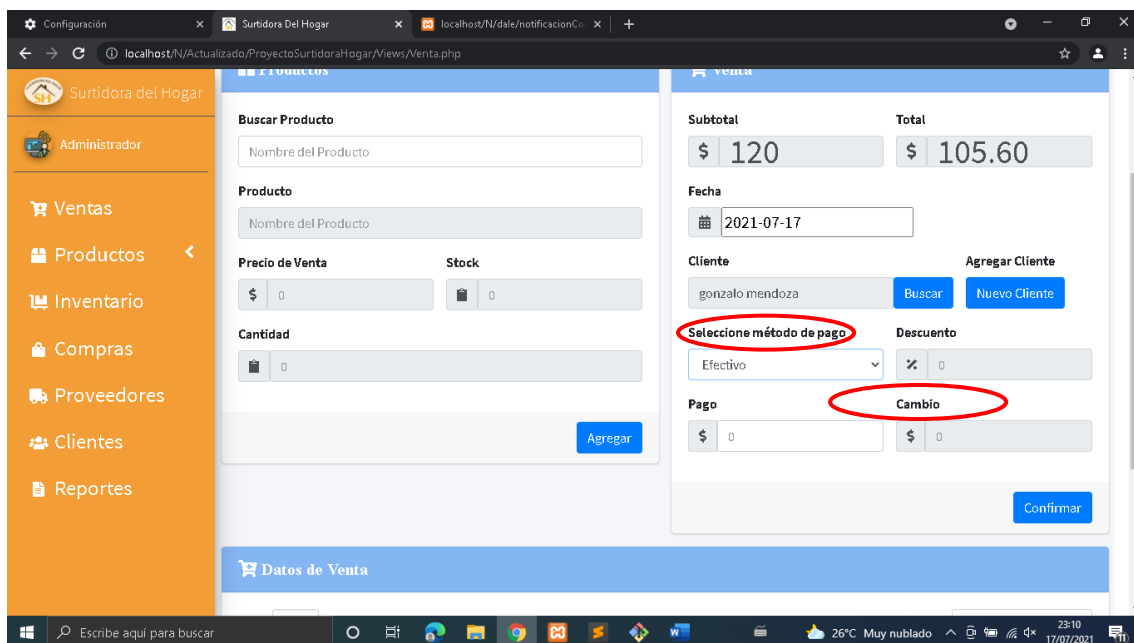 Configuración
Surtidora Del Hogar
localhost/N/dale/notificacionCo
localhost/N/Actualizado/ProyectoSurtidoraHogar/Views/Venta.php
Surtidora del Hogar
SH
Administrador
Ventas
Productos
Inventario
Compras
Proveedores
Clientes
Reportes
Productos
Buscar Producto
Nombre del Producto
Producto
Nombre del Producto
Precio de Venta Stock
$ 0 0
Cantidad
0
Agregar
Venta
Subtotal Total
$ 120 $ 105.60
Fecha
2021-07-17
Cliente Agregar Cliente
gonzalo mendoza Buscar Nuevo Cliente
Seleccione método de pago Descuento
Efectivo % 0
Pago Cambio
$ 0 $ 0
Confirmar
Datos de Venta
Escribe aquí para buscar
26°C Muy nublado
23:10
17/07/2021